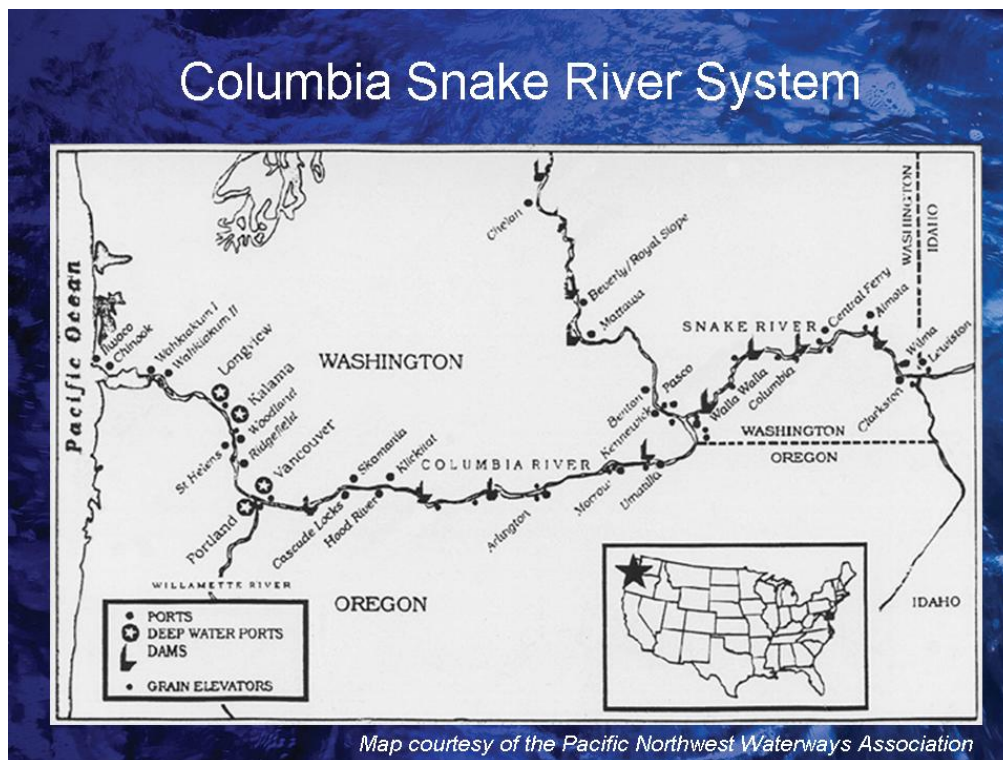 Columbia Snake River System
Pacific Ocean
Ilwaco
Chinook
Wahkiakum I
Wahkiakum II
Longview
Kalama
Woodland
Ridgefield
St Helens
Vancouver
Portland
WILLAMETTE RIVER
Skamania
Klickitat
Cascade Locks
Hood River
COLUMBIA RIVER
Arlington
Morrow
Umatilla
WASHINGTON
OREGON
Chelan
Beverly/Royal Slope
Mattawa
Benton
Kennewick
Pasco
Walla Walla
Columbia
SNAKE RIVER
Central Ferry
Almota
Wilma
Lewiston
Clarkston
WASHINGTON
IDAHO
WASHINGTON
OREGON
IDAHO
PORTS
DEEP WATER PORTS
DAMS
GRAIN ELEVATORS
Map courtesy of the Pacific Northwest Waterways Association